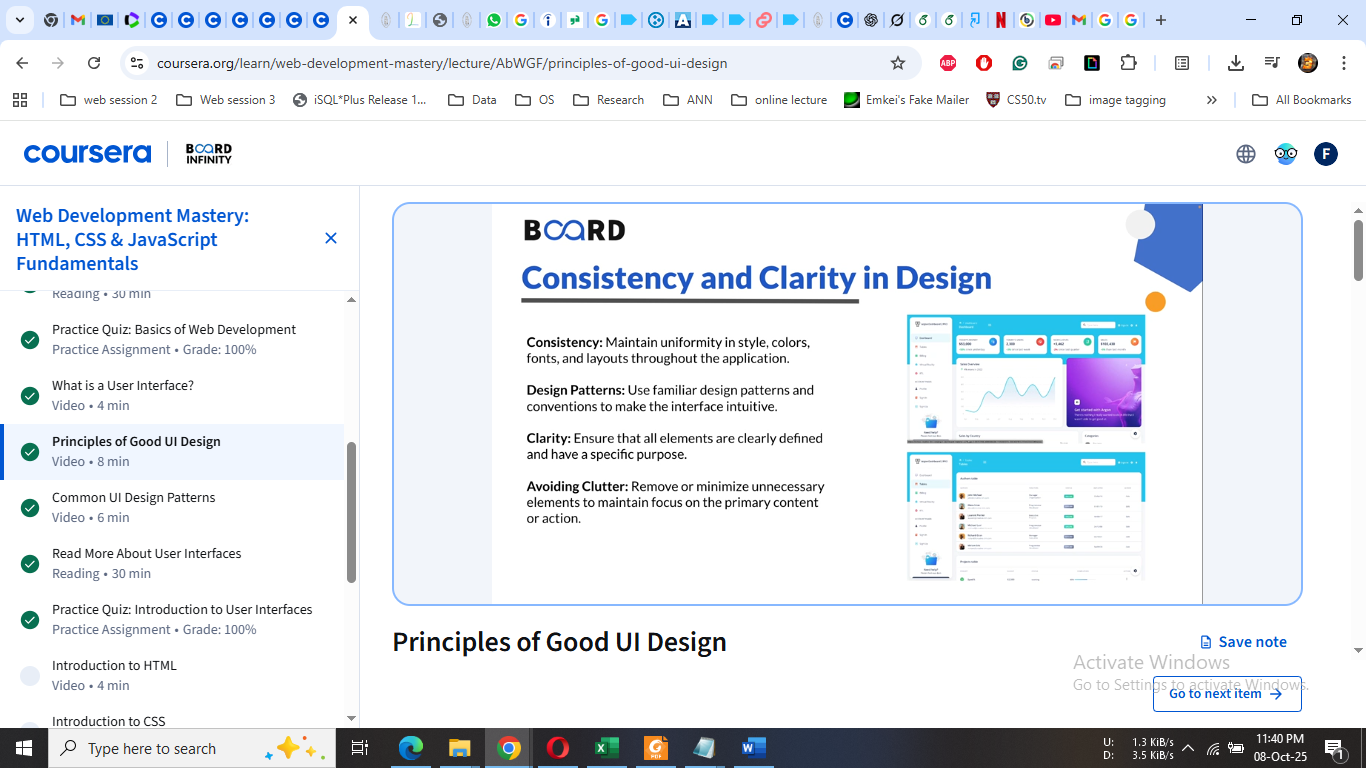 coursera.org/learn/web-development-mastery/lecture/AbWGF/principles-of-good-ui-design
web session 2
Web session 3
iSQL*Plus Release 1...
Data
OS
Research
ANN
online lecture
Emkei's Fake Mailer
CS50.tv
image tagging
»
All Bookmarks
coursera
BOARD
INFINITY
F
Web Development Mastery:
HTML, CSS & JavaScript
Fundamentals
Reading • 30 min
Practice Quiz: Basics of Web Development
Practice Assignment • Grade: 100%
What is a User Interface?
Video • 4 min
Principles of Good UI Design
Video • 8 min
Common UI Design Patterns
Video • 6 min
Read More About User Interfaces
Reading • 30 min
Practice Quiz: Introduction to User Interfaces
Practice Assignment • Grade: 100%
Introduction to HTML
Video • 4 min
Introduction to CSS
BOARD
Consistency and Clarity in Design
Consistency: Maintain uniformity in style, colors,
fonts, and layouts throughout the application.
Design Patterns: Use familiar design patterns and
conventions to make the interface intuitive.
Clarity: Ensure that all elements are clearly defined
and have a specific purpose.
Avoiding Clutter: Remove or minimize unnecessary
elements to maintain focus on the primary content
or action.
Principles of Good UI Design
Save note
Activate Windows
Go to Settings to activate Windows.
Go to next item
Type here to search
U: 1.3 KiB/s
D: 3.5 KiB/s
11:40 PM
08-Oct-25
1